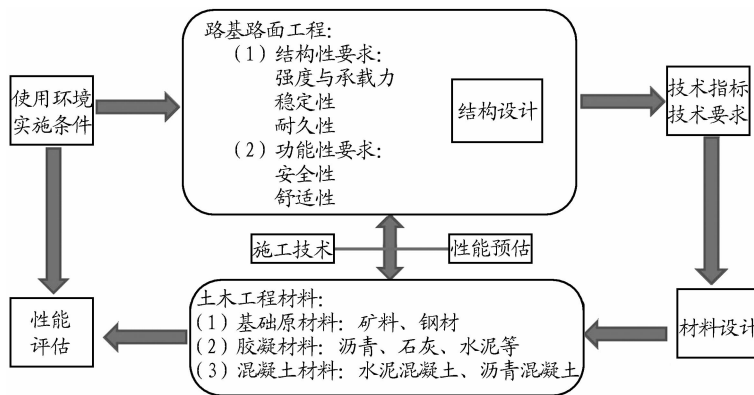 路基路面工程：
（1）结构性要求：
强度与承载力
稳定性
耐久性
（2）功能性要求：
安全性
舒适性
结构设计
使用环境
实施条件
技术指标
技术要求
施工技术
性能预估
土木工程材料：
（1）基础原材料：矿料、钢材
（2）胶凝材料：沥青、石灰、水泥等
（3）混凝土材料：水泥混凝土、沥青混凝土
性能
评估
材料设计